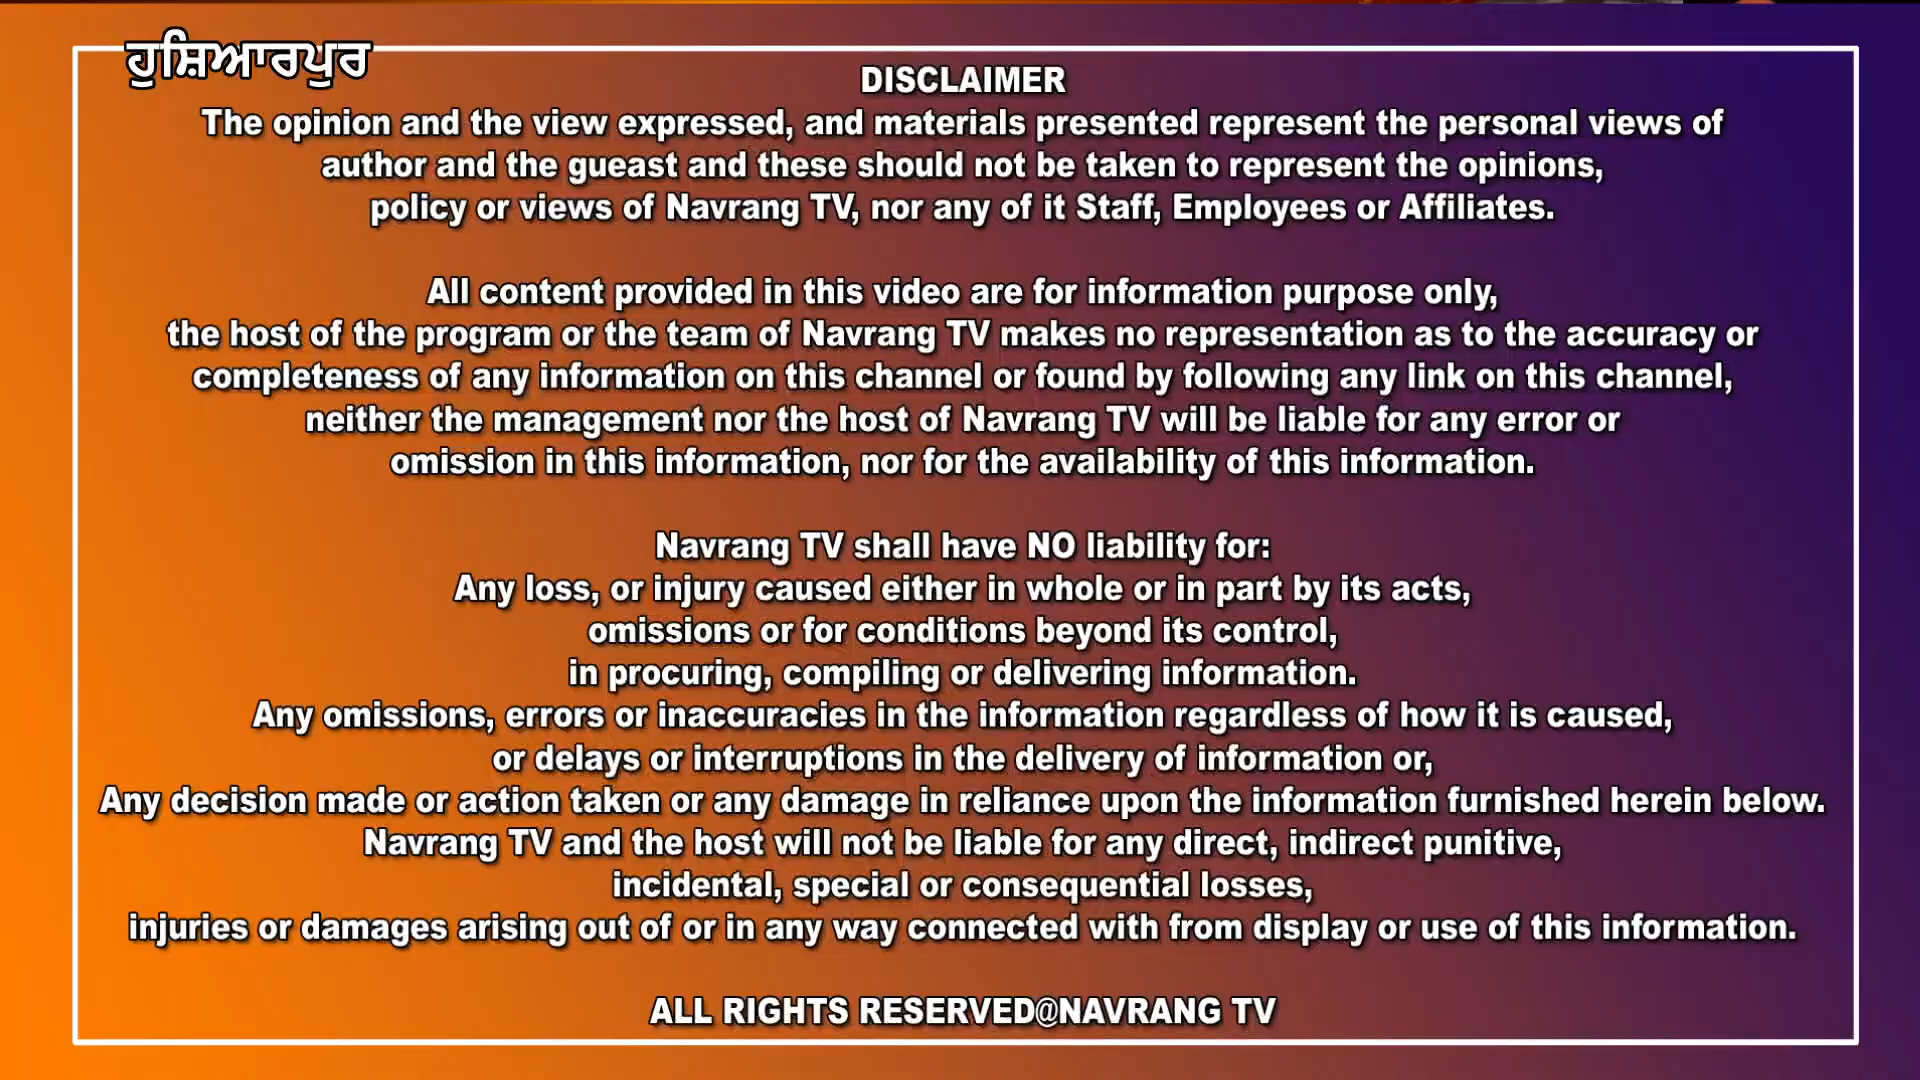 ਹੁਸ਼ਿਆਰਪੁਰ
DISCLAIMER
The opinion and the view expressed, and materials presented represent the personal views of
author and the gueast and these should not be taken to represent the opinions,
policy or views of Navrang TV, nor any of it Staff, Employees or Affiliates.
All content provided in this video are for information purpose only,
the host of the program or the team of Navrang TV makes no representation as to the accuracy or
completeness of any information on this channel or found by following any link on this channel,
neither the management nor the host of Navrang TV will be liable for any error or
omission in this information, nor for the availability of this information.
Navrang TV shall have NO liability for:
Any loss, or injury caused either in whole or in part by its acts,
omissions or for conditions beyond its control,
in procuring, compiling or delivering information.
Any omissions, errors or inaccuracies in the information regardless of how it is caused,
or delays or interruptions in the delivery of information or,
Any decision made or action taken or any damage in reliance upon the information furnished herein below.
Navrang TV and the host will not be liable for any direct, indirect punitive,
incidental, special or consequential losses,
injuries or damages arising out of or in any way connected with from display or use of this information.
ALL RIGHTS RESERVED@NAVRANG TV